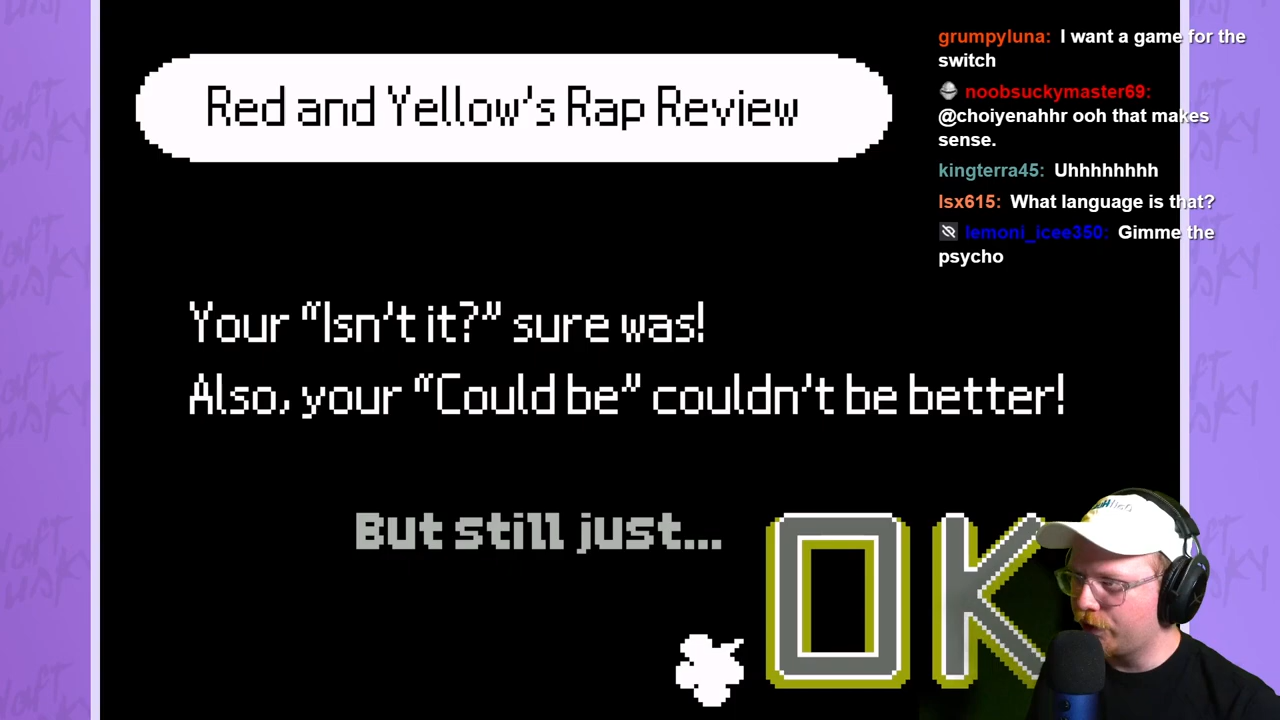 Red and Yellow's Rap Review
Your "Isn't it?" sure was!
Also, your "Could be" couldn't be better!
But still just...
OK
grumpyluna: I want a game for the
switch
noobsuckymaster69:
@choiyenahhr ooh that makes
sense.
kingterra45: Uhhhhhhhh
lsx615: What language is that?
lemoni_icee350: Gimme the
psycho